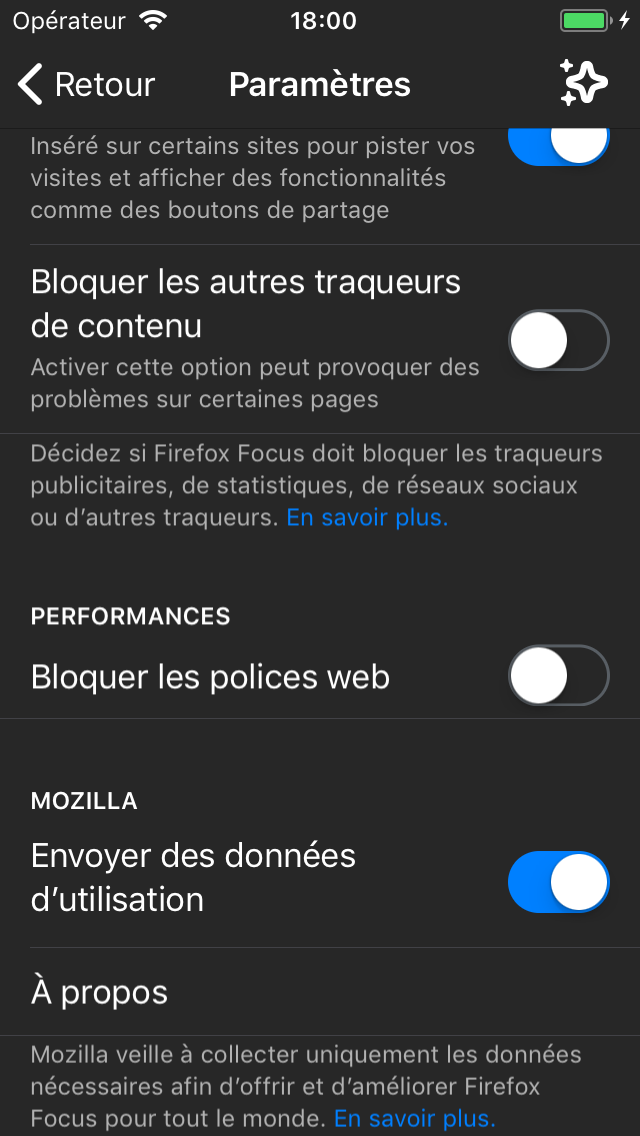 Opérateur 18:00
Retour Paramètres
Inséré sur certains sites pour pister vos
visites et afficher des fonctionnalités
comme des boutons de partage
Bloquer les autres traqueurs
de contenu
Activer cette option peut provoquer des
problèmes sur certaines pages
Décidez si Firefox Focus doit bloquer les traqueurs
publicitaires, de statistiques, de réseaux sociaux
ou d’autres traqueurs. En savoir plus.
PERFORMANCES
Bloquer les polices web
MOZILLA
Envoyer des données
d’utilisation
À propos
Mozilla veille à collecter uniquement les données
nécessaires afin d’offrir et d’améliorer Firefox
Focus pour tout le monde. En savoir plus.